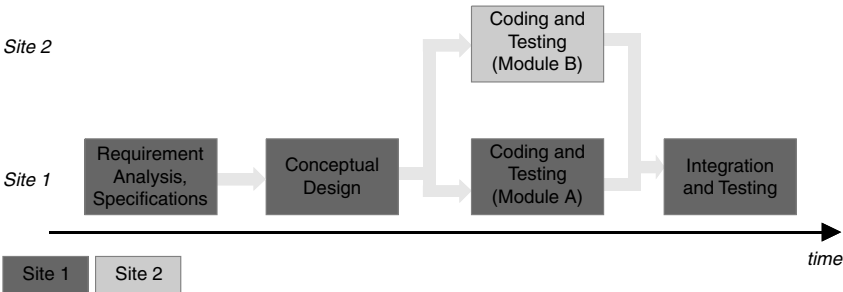 Site 2
Coding and
Testing
(Module B)
Site 1
Requirement
Analysis,
Specifications
Conceptual
Design
Coding and
Testing
(Module A)
Integration
and Testing
time
Site 1
Site 2